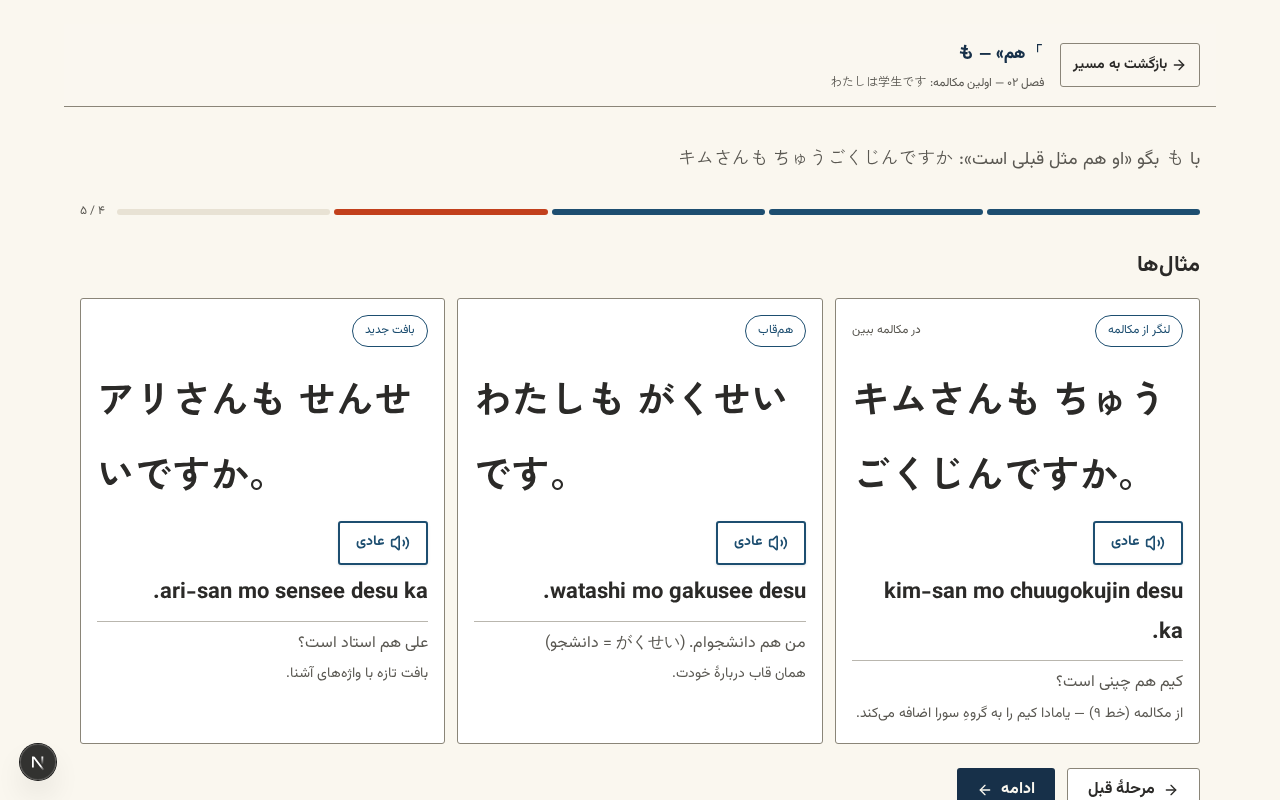 بازگشت به مسیر
「 هم» — も
فصل ۰۲ — اولین مکالمه: わたしは学生です
با も بگو «او هم مثل قبلی است»: キムさんも ちゅうごくじんですか
۵ / ۴
مثال‌ها
لنگر از مکالمه
در مکالمه ببین
キムさんも ちゅう
ごくじんですか。
عادی
kim-san mo chuugokujin desu
.ka
کیم هم چینی است؟
از مکالمه (خط ۹) — یامادا کیم را به گروهِ سورا اضافه می‌کند.
هم‌قاب
わたしも がくせい
です。
عادی
.watashi mo gakusee desu
من هم دانشجوام. (がくせい = دانشجو)
همان قاب دربارهٔ خودت.
بافت جدید
アリさんも せんせ
いですか。
عادی
.ari-san mo sensee desu ka
علی هم استاد است؟
بافت تازه با واژه‌های آشنا.
مرحلهٔ قبل
ادامه
N